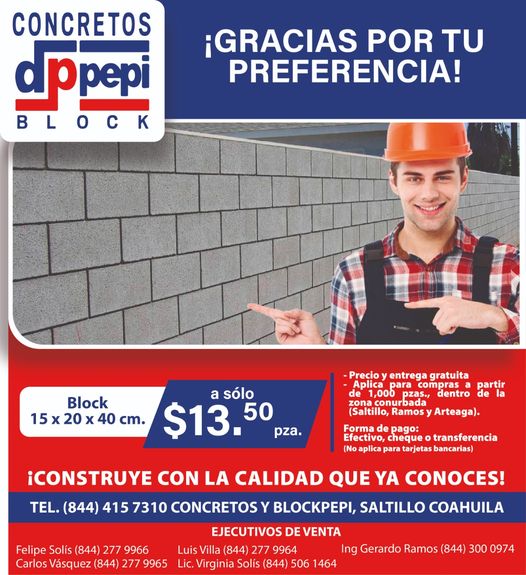 CONCRETOS
dppepi
BLOCK
¡GRACIAS POR TU
PREFERENCIA!
Block
15 x 20 x 40 cm.
a sólo
$13.50
pza.
- Precio y entrega gratuita
- Aplica para compras a partir
de 1,000 pzas., dentro de la
zona conurbada
(Saltillo, Ramos y Arteaga).
Forma de pago:
Efectivo, cheque o transferencia
(No aplica para tarjetas bancarias)
¡CONSTRUYE CON LA CALIDAD QUE YA CONOCES!
TEL. (844) 415 7310 CONCRETOS Y BLOCKPEPI, SALTILLO COAHUILA
EJECUTIVOS DE VENTA
Felipe Solís (844) 277 9966 Luis Villa (844) 277 9964 Ing Gerardo Ramos (844) 300 0974
Carlos Vásquez (844) 277 9965 Lic. Virginia Solís (844) 506 1464